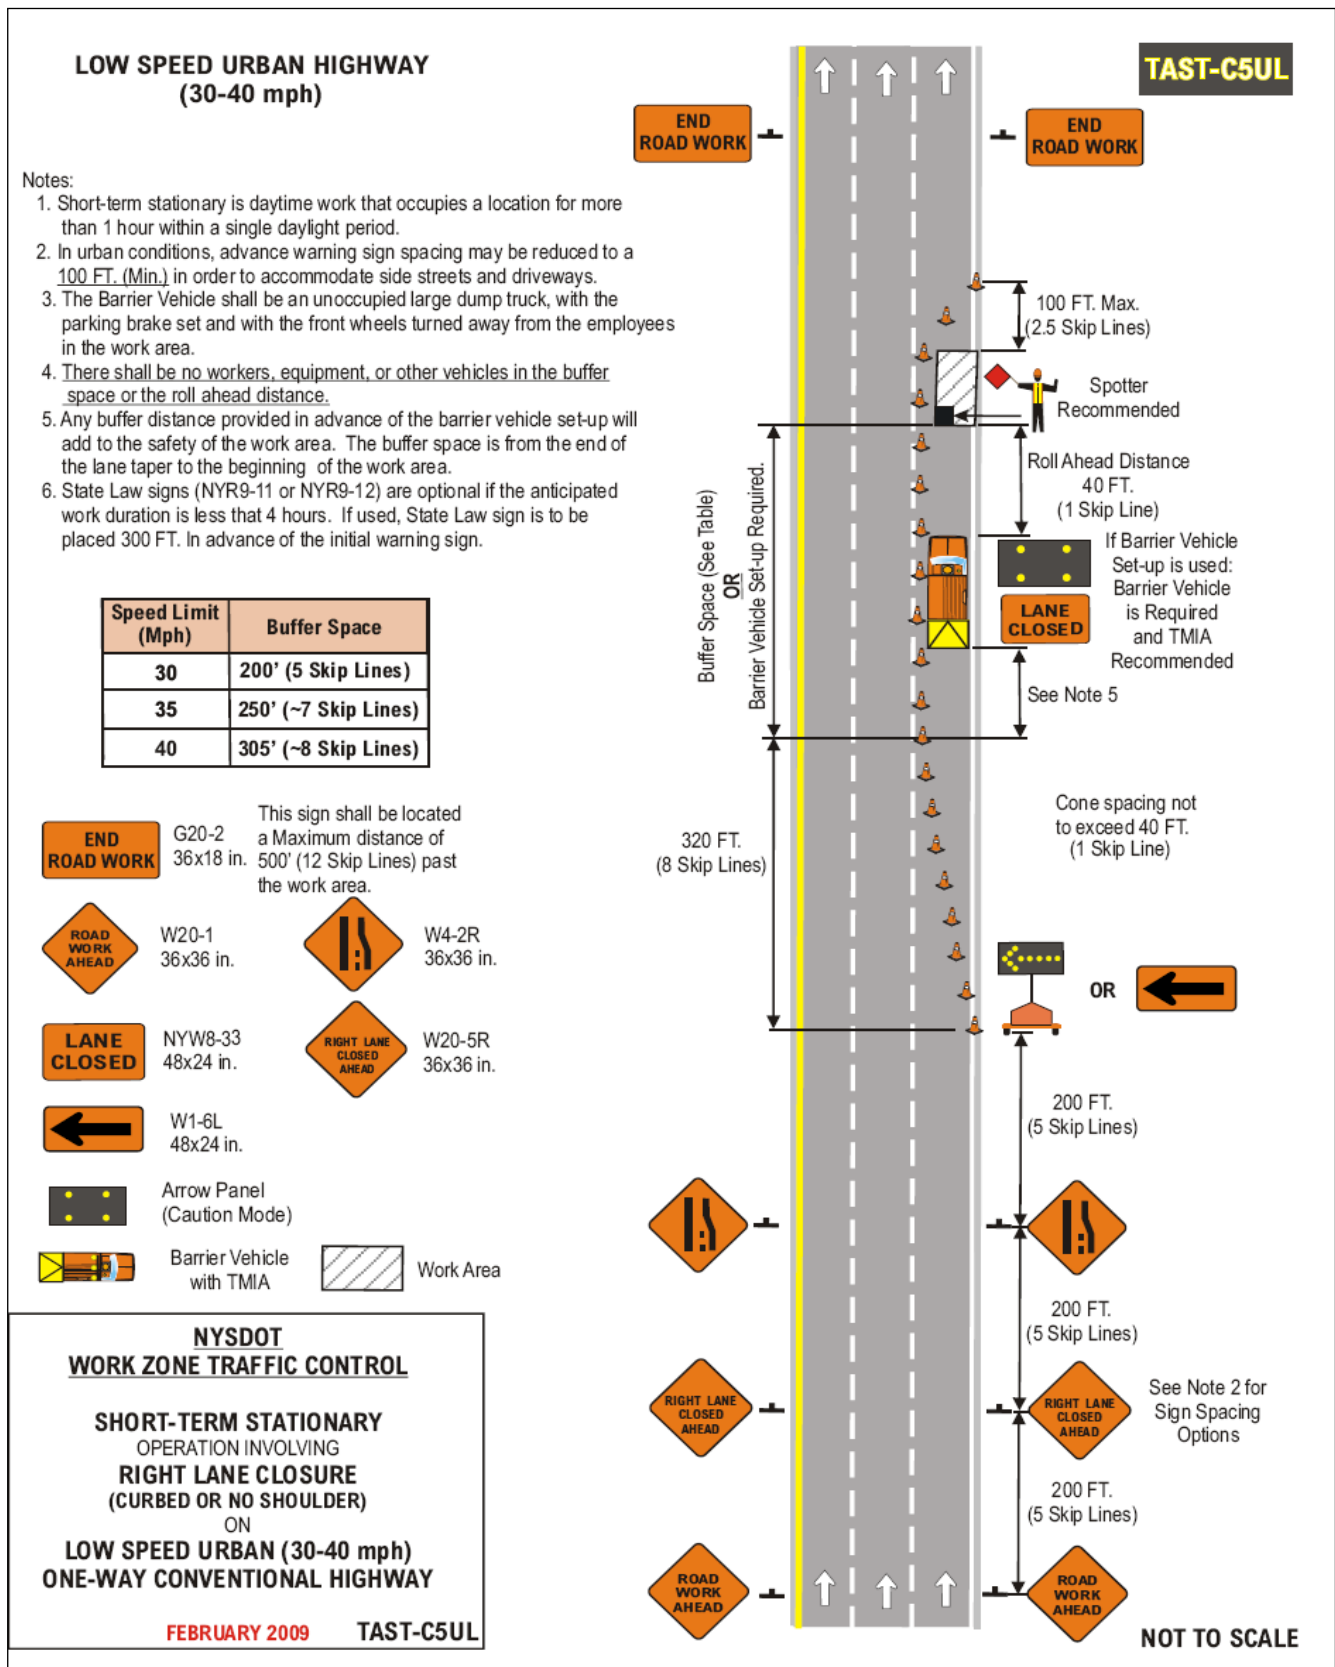 LOW SPEED URBAN HIGHWAY
(30-40 mph)
TAST-C5UL
END
ROAD WORK
END
ROAD WORK
Notes:
1. Short-term stationary is daytime work that occupies a location for more
than 1 hour within a single daylight period.
2. In urban conditions, advance warning sign spacing may be reduced to a
100 FT. (Min.) in order to accommodate side streets and driveways.
3. The Barrier Vehicle shall be an unoccupied large dump truck, with the
parking brake set and with the front wheels turned away from the employees
in the work area.
4. There shall be no workers, equipment, or other vehicles in the buffer
space or the roll ahead distance.
5. Any buffer distance provided in advance of the barrier vehicle set-up will
add to the safety of the work area. The buffer space is from the end of
the lane taper to the beginning of the work area.
6. State Law signs (NYR9-11 or NYR9-12) are optional if the anticipated
work duration is less that 4 hours. If used, State Law sign is to be
placed 300 FT. In advance of the initial warning sign.
100 FT. Max.
(2.5 Skip Lines)
Spotter
Recommended
Roll Ahead Distance
40 FT.
(1 Skip Line)
Buffer Space (See Table)
OR
Barrier Vehicle Set-up Required.
If Barrier Vehicle
Set-up is used:
Barrier Vehicle
is Required
and TMIA
Recommended
LANE
CLOSED
See Note 5
Speed Limit
(Mph)
Buffer Space
30
200' (5 Skip Lines)
35
250' (~7 Skip Lines)
40
305' (~8 Skip Lines)
320 FT.
(8 Skip Lines)
Cone spacing not
to exceed 40 FT.
(1 Skip Line)
END
ROAD WORK
G20-2
36x18 in.
This sign shall be located
a Maximum distance of
500' (12 Skip Lines) past
the work area.
ROAD
WORK
AHEAD
W20-1
36x36 in.
W4-2R
36x36 in.
OR
LANE
CLOSED
NYW8-33
48x24 in.
RIGHT LANE
CLOSED
AHEAD
W20-5R
36x36 in.
W1-6L
48x24 in.
200 FT.
(5 Skip Lines)
Arrow Panel
(Caution Mode)
Barrier Vehicle
with TMIA
Work Area
200 FT.
(5 Skip Lines)
RIGHT LANE
CLOSED
AHEAD
RIGHT LANE
CLOSED
AHEAD
See Note 2 for
Sign Spacing
Options
200 FT.
(5 Skip Lines)
ROAD
WORK
AHEAD
ROAD
WORK
AHEAD
NYSDOT
WORK ZONE TRAFFIC CONTROL
SHORT-TERM STATIONARY
OPERATION INVOLVING
RIGHT LANE CLOSURE
(CURBED OR NO SHOULDER)
ON
LOW SPEED URBAN (30-40 mph)
ONE-WAY CONVENTIONAL HIGHWAY
FEBRUARY 2009
TAST-C5UL
NOT TO SCALE